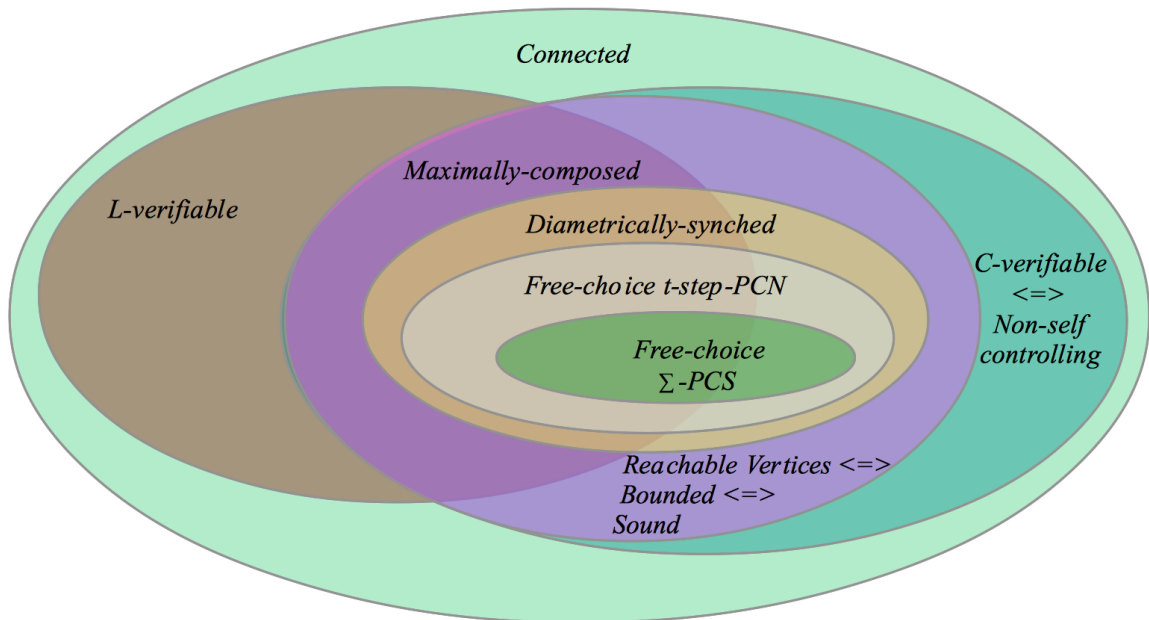 Connected
Maximally-composed
L-verifiable
Diametrically-synched
C-verifiable
<=>
Non-self
controlling
Free-choice t-step-PCN
Free-choice
∑-PCS
Reachable Vertices <=>
Bounded <=>
Sound